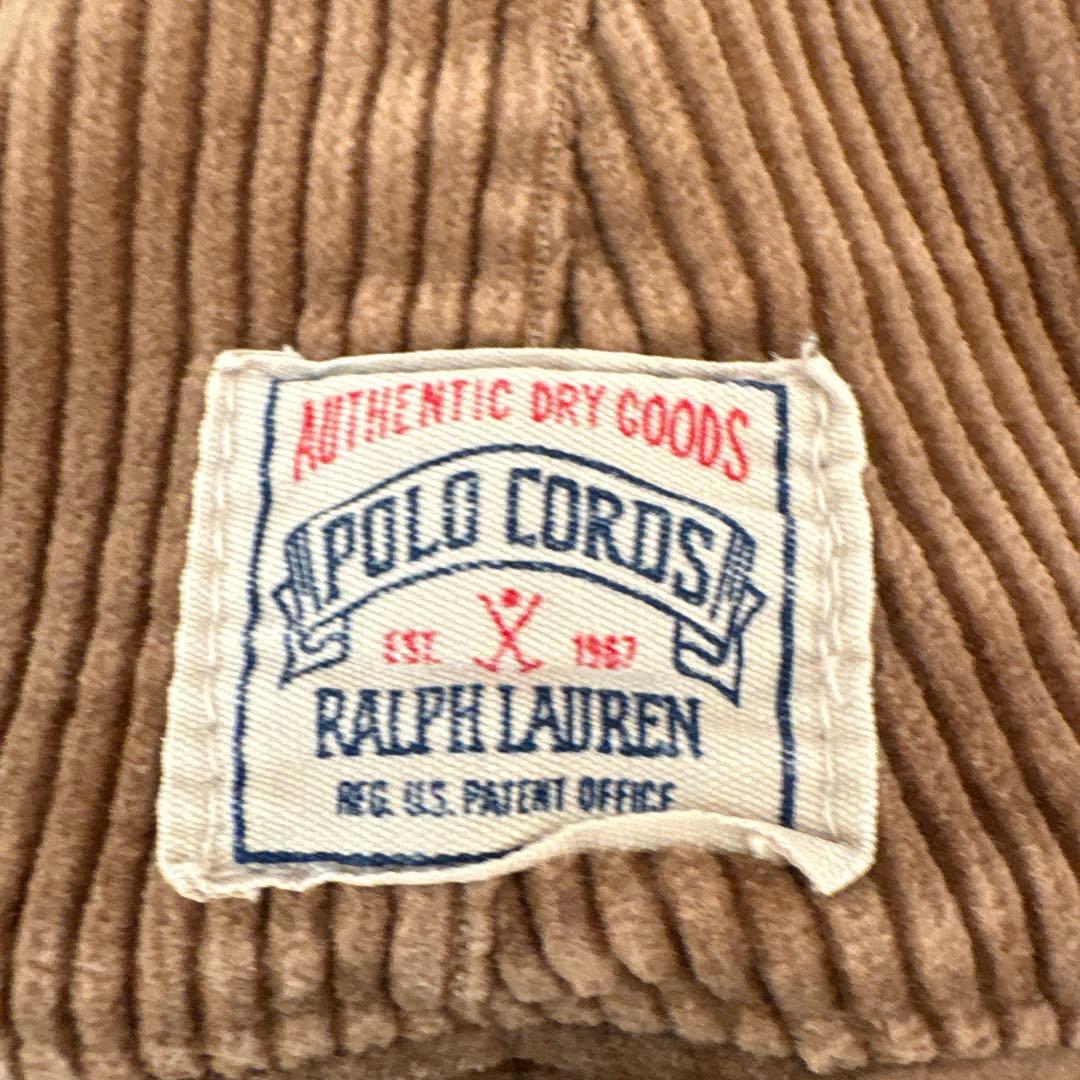 AUTHENTIC DRY GOODS
POLO CORDS
EST. 1967
RALPH LAUREN
REG. U.S. PATENT OFFICE